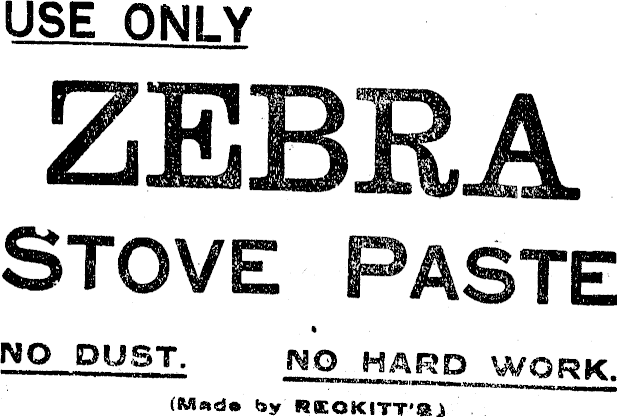 USE ONLY
ZEBRA
STOVE PASTE
NO DUST. NO HARD WORK.
(Made by RECKITT'S)